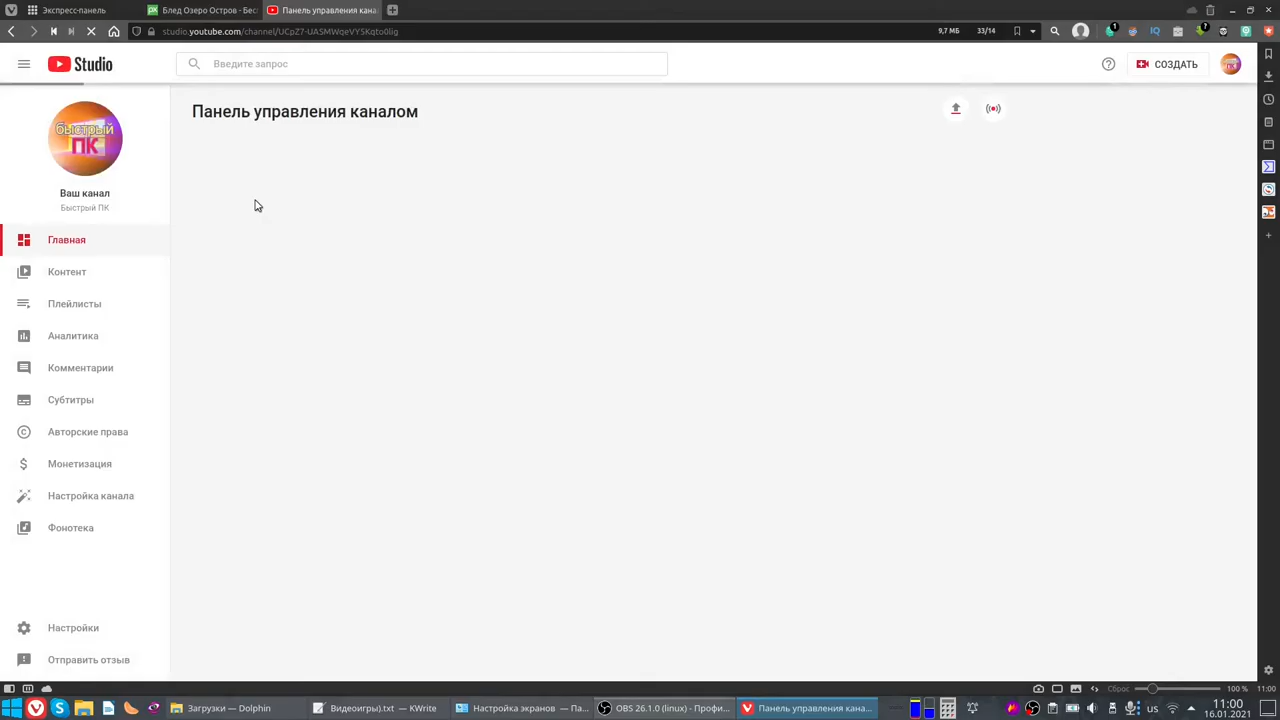 Экспресс-панель
Блед Озеро Остров - Бес
Панель управления кана
studio.youtube.com/channel/UCpZ7-UASMWqeVY5Kqto0lig
9,7 МБ
33/14
Studio
Введите запрос
СОЗДАТЬ
быстрый
ПК
Ваш канал
Быстрый ПК
Панель управления каналом
Главная
Контент
Плейлисты
Аналитика
Комментарии
Субтитры
Авторские права
Монетизация
Настройка канала
Фонотека
Настройки
Отправить отзыв
Сброс
100 %
11:00
Загрузки — Dolphin
Видеоигры).txt — KWrite
Настройка экранов — Па...
OBS 26.1.0 (linux) - Профи...
Панель управления кана...
us
11:00
16.01.2021